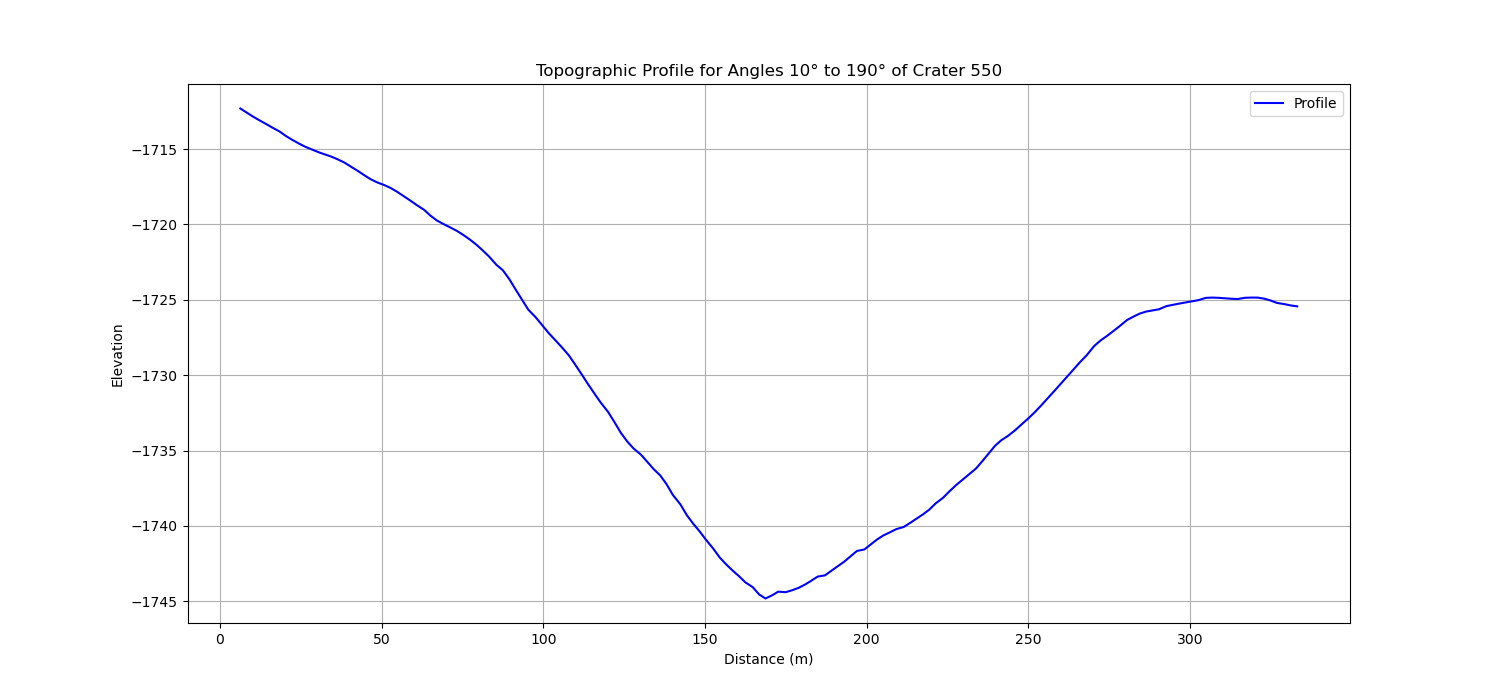 Topographic Profile for Angles 10° to 190° of Crater 550
Profile
−1715
−1720
−1725
−1730
−1735
−1740
−1745
Elevation
0 50 100 150 200 250 300
Distance (m)